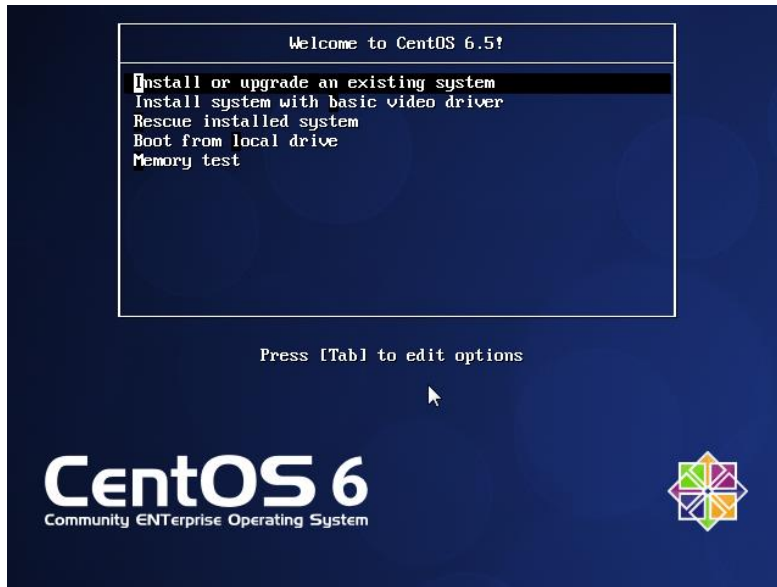 Welcome to CentOS 6.5!
Install or upgrade an existing system
Install system with basic video driver
Rescue installed system
Boot from local drive
Memory test
Press [Tab] to edit options
CentOS 6
Community ENTerprise Operating System